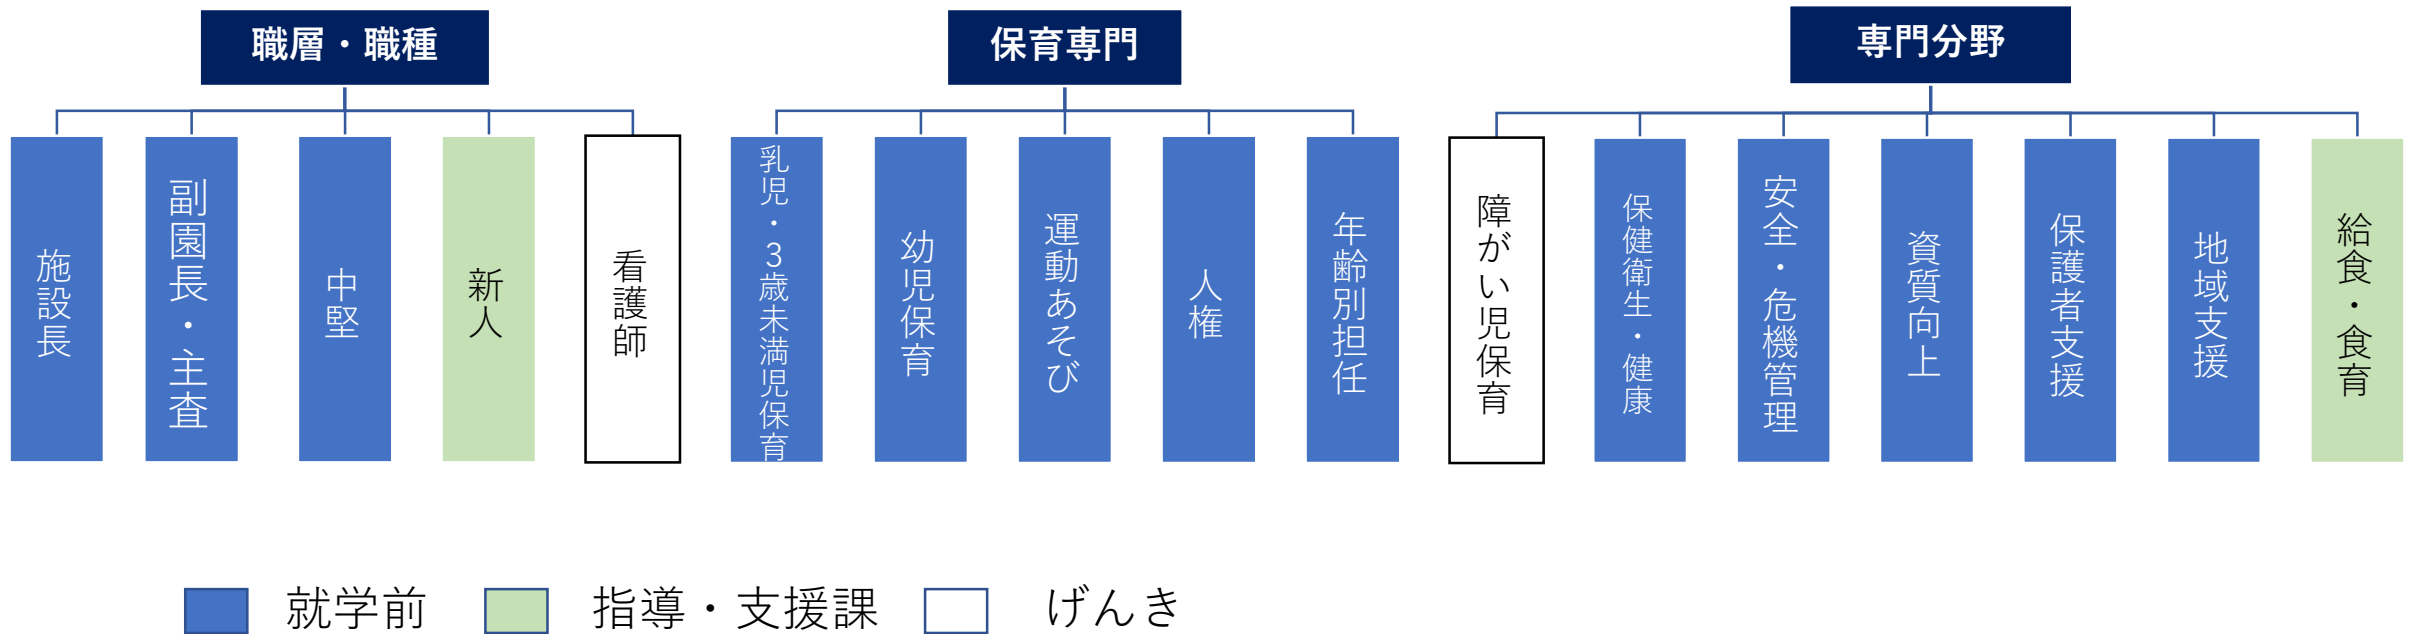 職層・職種
保育専門
専門分野
施設長
副園長・主査
中堅
新人
看護師
乳児・3歳未満児保育
幼児保育
運動あそび
人権
年齢別担任
障がい児保育
保健衛生・健康
安全・危機管理
資質向上
保護者支援
地域支援
給食・食育
就学前
指導・支援課
げんき